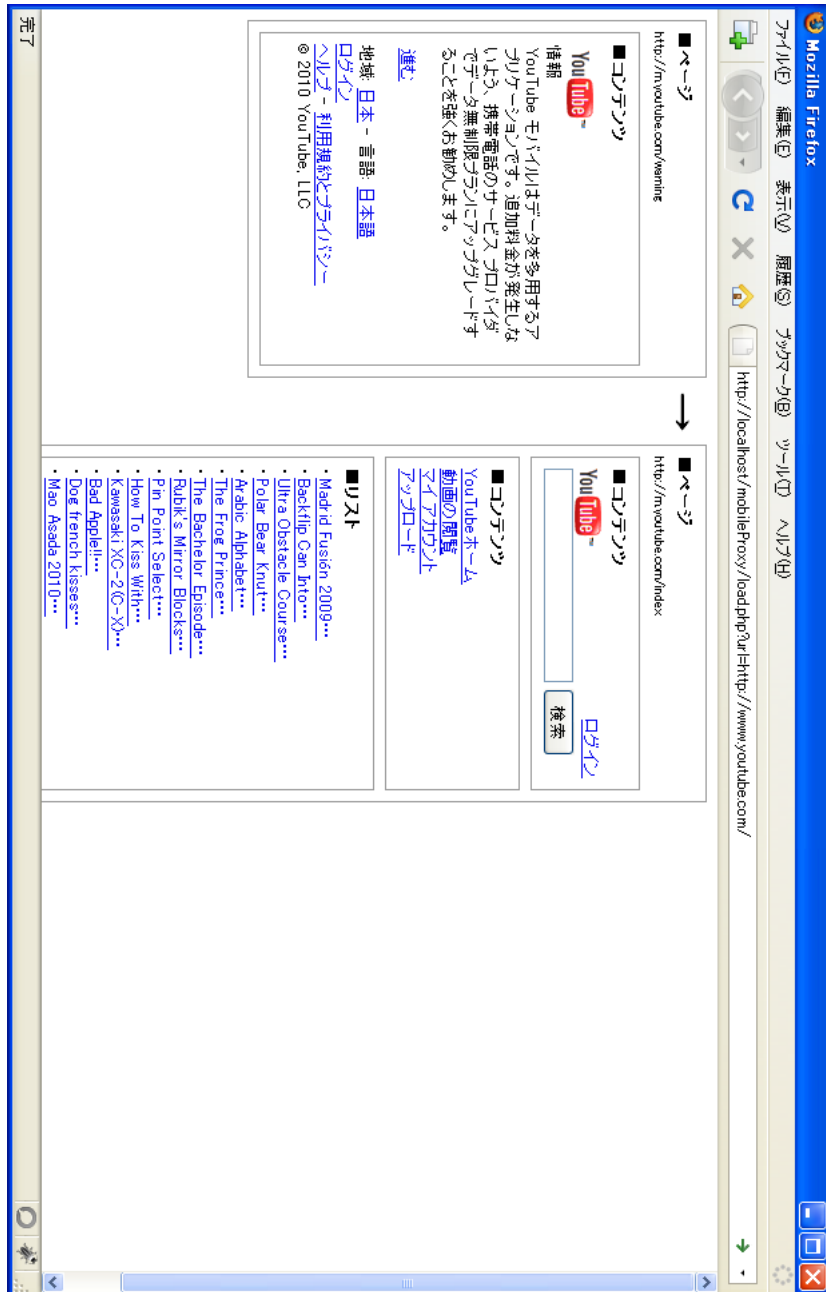 Mozilla Firefox
ファイル(F) 編集(E) 表示(V) 履歴(S) ブックマーク(B) ツール(T) ヘルプ(H)
http://localhost/mobileProxy/load.php?url=http://www.youtube.com/
■ページ
http://m.youtube.com/warning
■コンテンツ
YouTube™
情報
YouTube モバイルはデータを多用するア
プリケーションです。追加料金が発生しな
いよう、携帯電話のサービス プロバイダ
でデータ無制限プランにアップグレードす
ることを強くお勧めします。
進む
地域: 日本 - 言語: 日本語
ログイン
ヘルプ - 利用規約とプライバシー
© 2010 YouTube, LLC
→
■ページ
http://m.youtube.com/index
■コンテンツ
YouTube™
ログイン
検索
■コンテンツ
YouTubeホーム
動画の閲覧
マイ アカウント
アップロード
■リスト
・Madrid Fusión 2009…
・Backflip Can Into…
・Ultra Obstacle Course…
・Polar Bear Knut…
・Arabic Alphabet…
・The Frog Prince…
・The Bachelor Episode…
・Rubik's Mirror Blocks…
・Pin Point Select…
・How To Kiss With…
・Kawasaki XC-2(C-X)…
・Bad Apple!!…
・Dog french kisses…
・Mao Asada 2010…
完了